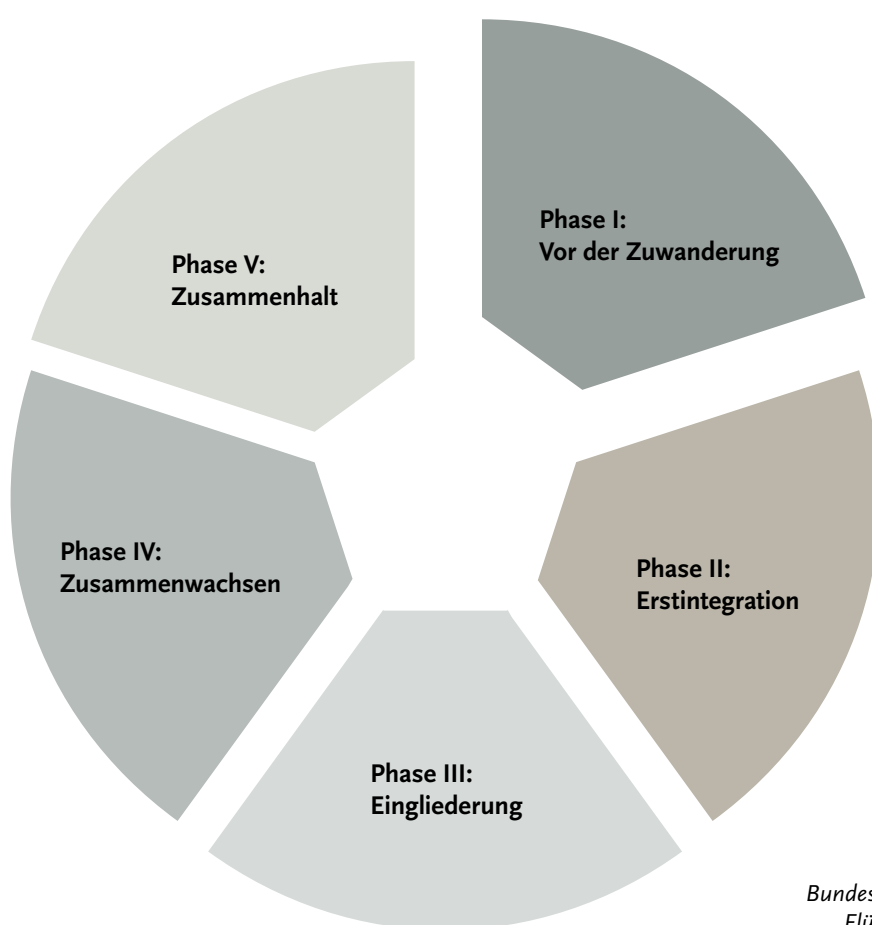 Phase I:
Vor der Zuwanderung
Phase II:
Erstintegration
Phase III:
Eingliederung
Phase IV:
Zusammenwachsen
Phase V:
Zusammenhalt